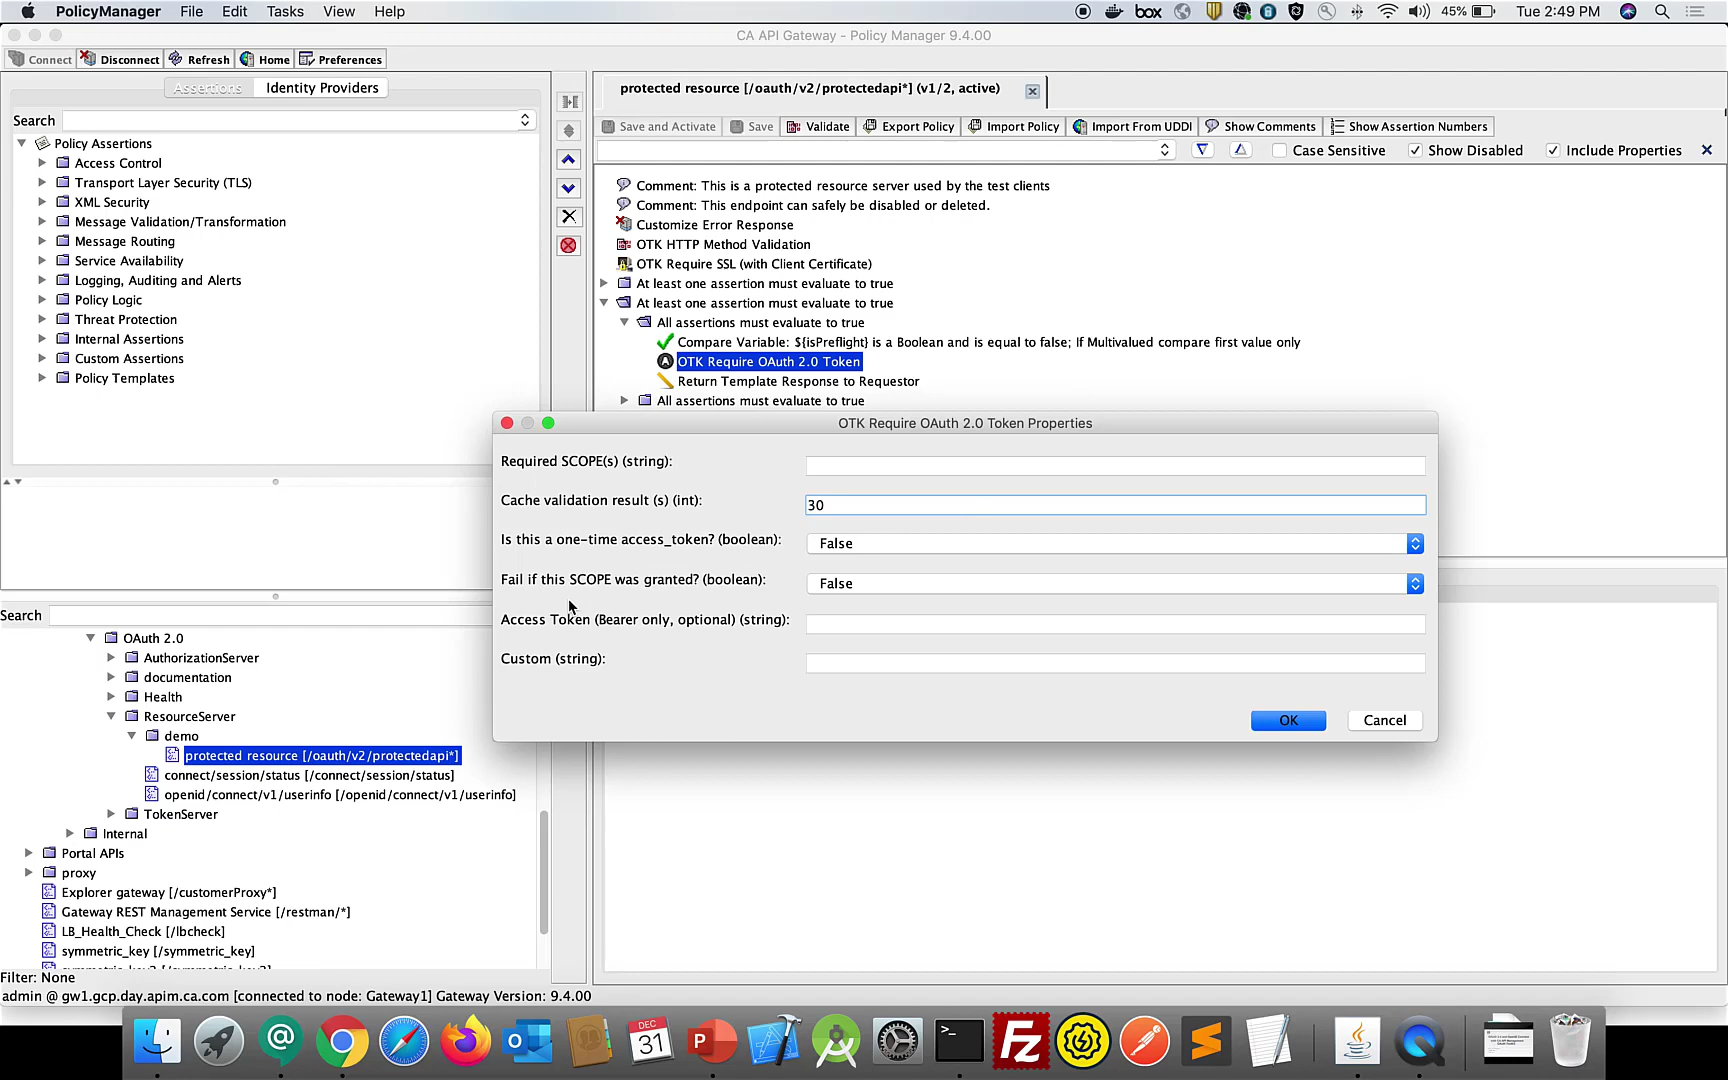 PolicyManager File Edit Tasks View Help box 45% Tue 2:49 PM
CA API Gateway - Policy Manager 9.4.00
Connect Disconnect Refresh Home Preferences
Assertions Identity Providers
Search
Policy Assertions
Access Control
Transport Layer Security (TLS)
XML Security
Message Validation/Transformation
Message Routing
Service Availability
Logging, Auditing and Alerts
Policy Logic
Threat Protection
Internal Assertions
Custom Assertions
Policy Templates
protected resource [/oauth/v2/protectedapi*] (v1/2, active)
Save and Activate Save Validate Export Policy Import Policy Import From UDDI Show Comments Show Assertion Numbers
Case Sensitive Show Disabled Include Properties
Comment: This is a protected resource server used by the test clients
Comment: This endpoint can safely be disabled or deleted.
Customize Error Response
OTK HTTP Method Validation
OTK Require SSL (with Client Certificate)
At least one assertion must evaluate to true
At least one assertion must evaluate to true
All assertions must evaluate to true
Compare Variable: ${isPreflight} is a Boolean and is equal to false; If Multivalued compare first value only
OTK Require OAuth 2.0 Token
Return Template Response to Requestor
All assertions must evaluate to true
OTK Require OAuth 2.0 Token Properties
Required SCOPE(s) (string):
Cache validation result (s) (int): 30
Is this a one-time access_token? (boolean): False
Fail if this SCOPE was granted? (boolean): False
Access Token (Bearer only, optional) (string):
Custom (string):
OK Cancel
Search
OAuth 2.0
AuthorizationServer
documentation
Health
ResourceServer
demo
protected resource [/oauth/v2/protectedapi*]
connect/session/status [/connect/session/status]
openid/connect/v1/userinfo [/openid/connect/v1/userinfo]
TokenServer
Internal
Portal APIs
proxy
Explorer gateway [/customerProxy*]
Gateway REST Management Service [/restman/*]
LB_Health_Check [/lbcheck]
symmetric_key [/symmetric_key]
Filter: None
admin @ gw1.gcp.day.apim.ca.com [connected to node: Gateway1] Gateway Version: 9.4.00
DEC
31